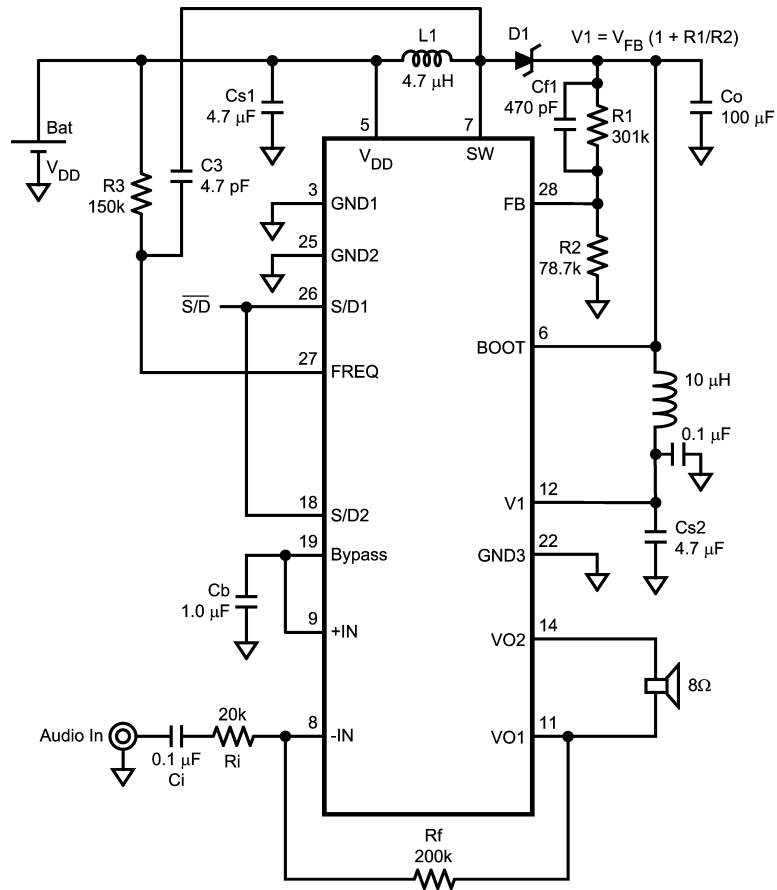 L1
4.7 μH
D1
V1 = VFB (1 + R1/R2)
Cs1
4.7 μF
Cf1
470 pF
R1
301k
Co
100 μF
Bat
VDD
R3
150k
C3
4.7 pF
5
VDD
7
SW
3
GND1
28
FB
25
GND2
R2
78.7k
S/D
26
S/D1
6
BOOT
27
FREQ
10 μH
0.1 μF
18
S/D2
12
V1
19
Bypass
22
GND3
Cs2
4.7 μF
Cb
1.0 μF
9
+IN
14
VO2
8Ω
Audio In
0.1 μF
Ci
20k
Ri
8
-IN
11
VO1
Rf
200k